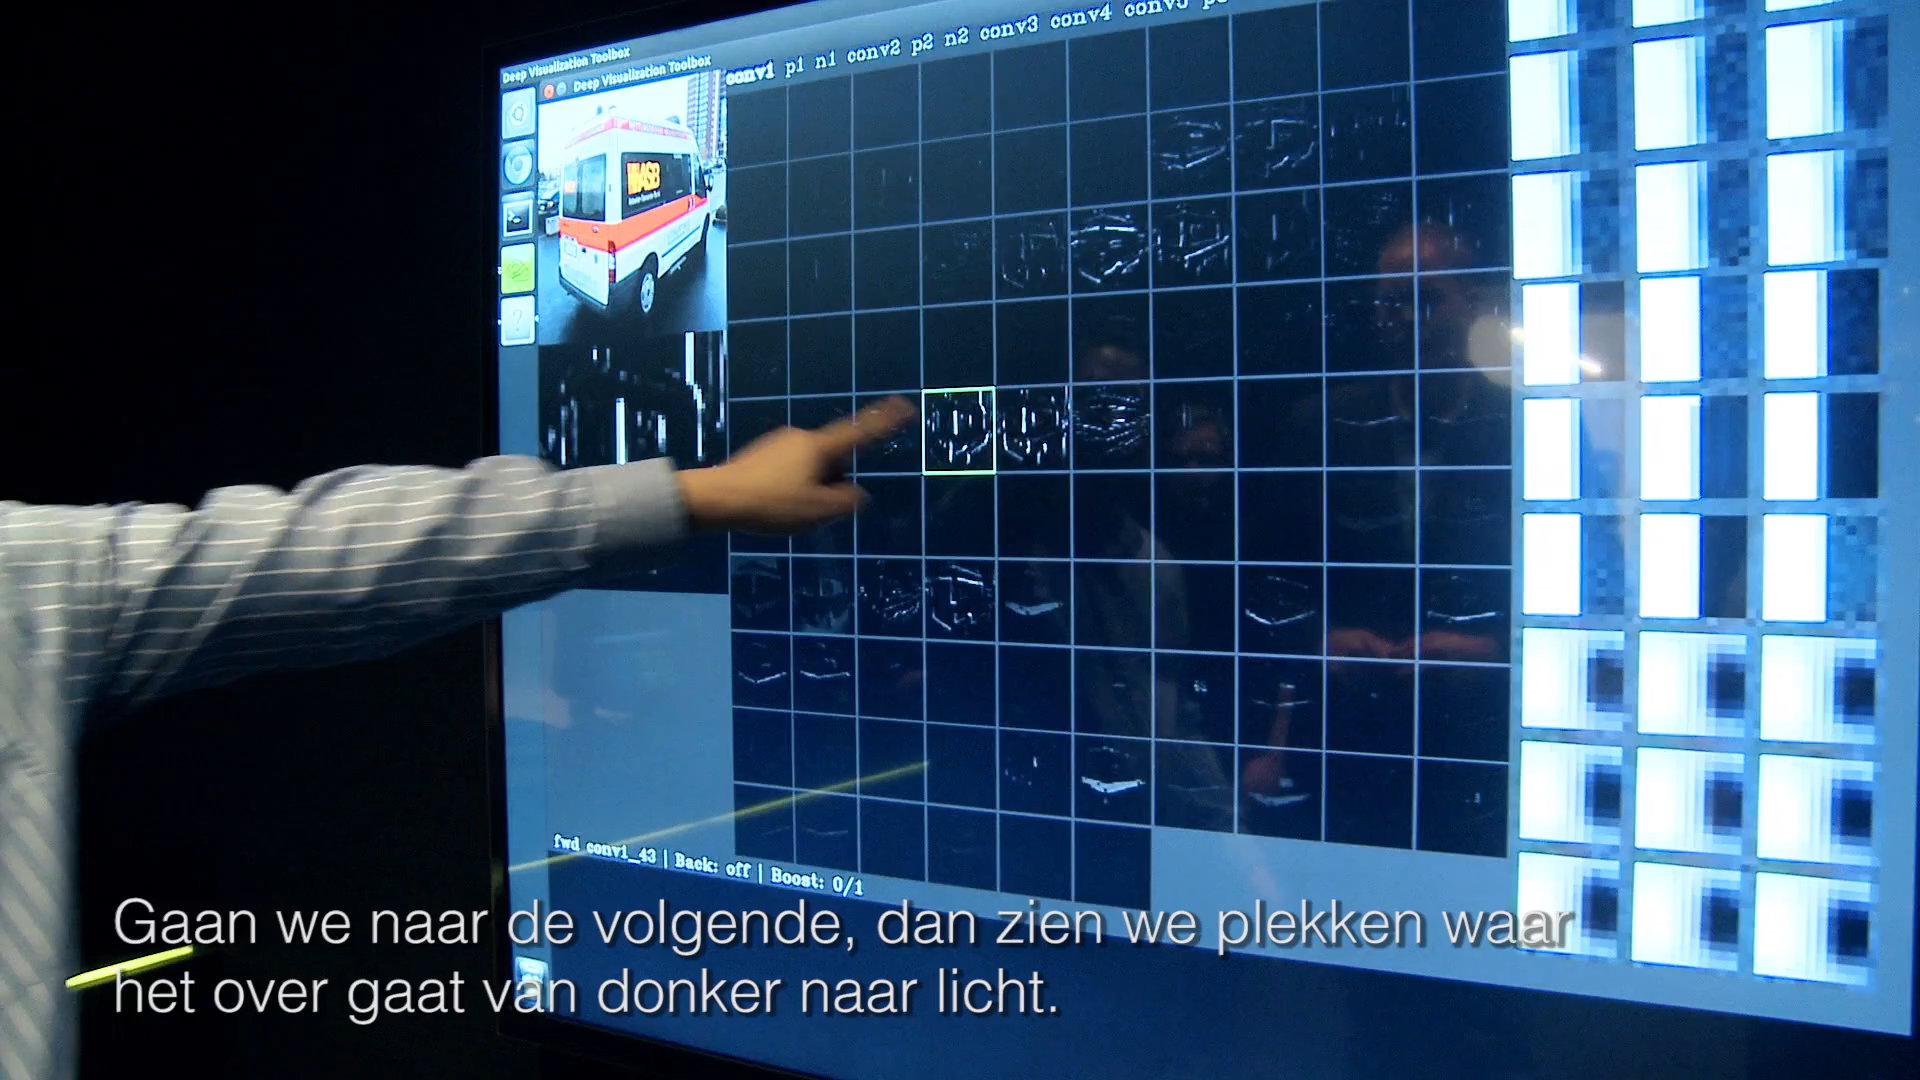 Deep Visualization Toolbox
Deep Visualization Toolbox
conv1 p1 n1 conv2 p2 n2 conv3 conv4 conv5
WASB
fwd conv1_43 | Back: off | Boost: 0/1
Gaan we naar de volgende, dan zien we plekken waar
het over gaat van donker naar licht.